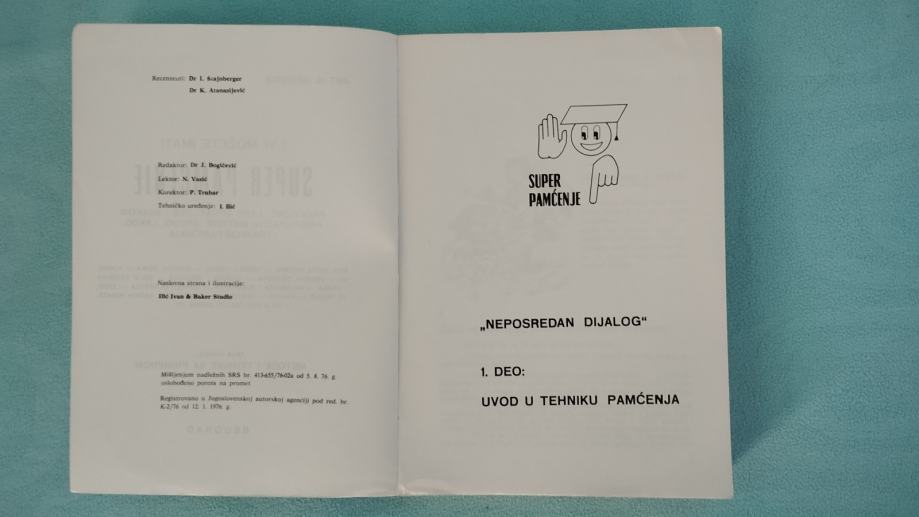 Recenzenti: Dr I. Štajnberger
Dr K. Atanasijević
Redaktor: Dr J. Bogićević
Lektor: N. Vasić
Korektor: P. Trubar
Tehničko uređenje: I. Ilić
Naslovna strana i ilustracije:
Ilić Ivan & Baker Studio
Mišljenjem nadležnih SRS br. 413-655/76-02a od 5. 8. 76. g.
oslobođeno poreza na promet
Registrovano u Jugoslovenskoj autorskoj agenciji pod red. br.
K-2/76 od 12. 1. 1976. g.
SUPER
PAMĆENJE
„NEPOSREDAN DIJALOG“
1. DEO:
UVOD U TEHNIKU PAMĆENJA